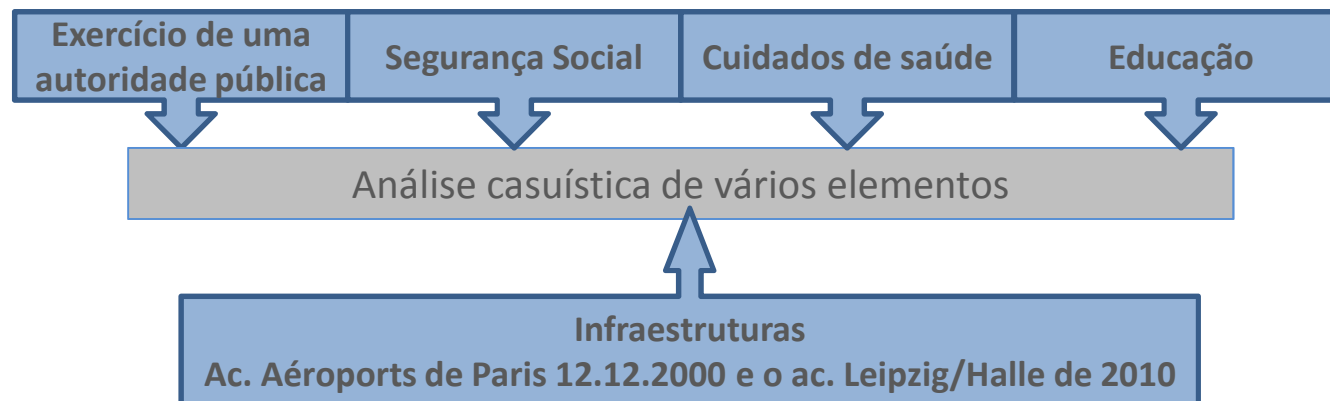 Exercício de uma
autoridade pública
Segurança Social
Cuidados de saúde
Educação
Análise casuística de vários elementos
Infraestruturas
Ac. Aéroports de Paris 12.12.2000 e o ac. Leipzig/Halle de 2010